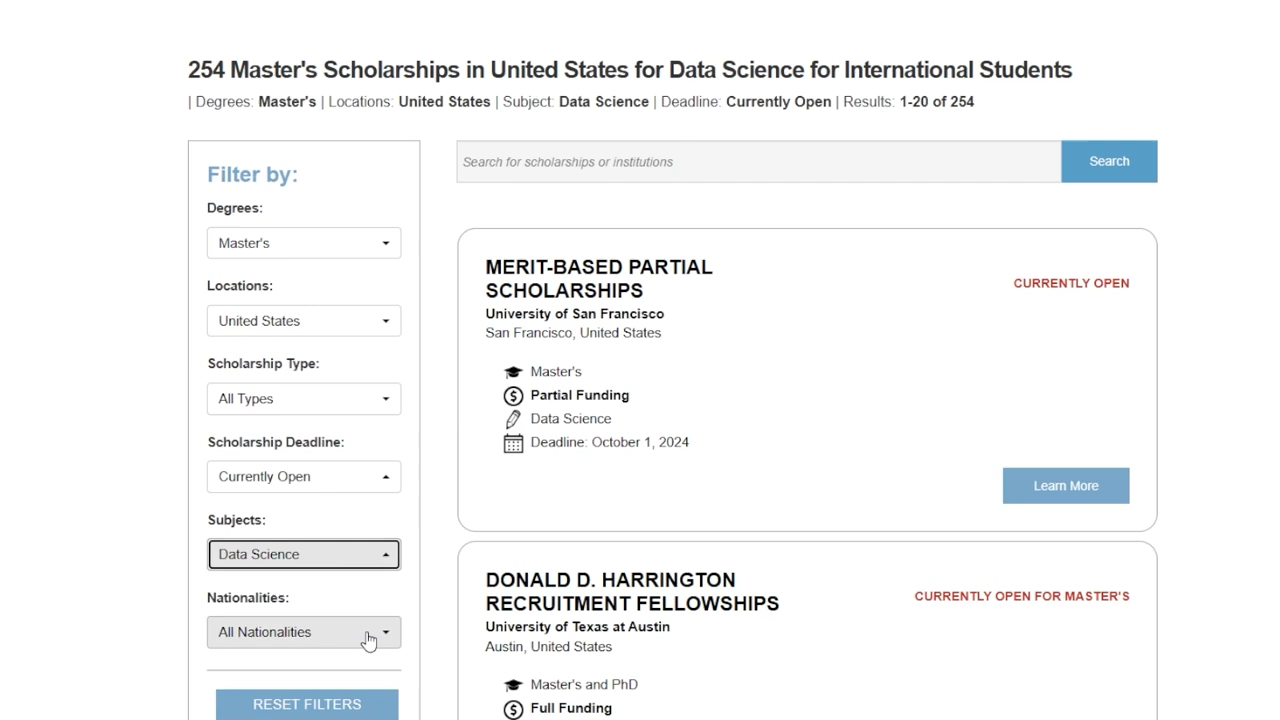 254 Master's Scholarships in United States for Data Science for International Students
| Degrees: Master's | Locations: United States | Subject: Data Science | Deadline: Currently Open | Results: 1-20 of 254
Filter by:
Degrees:
Master's
Locations:
United States
Scholarship Type:
All Types
Scholarship Deadline:
Currently Open
Subjects:
Data Science
Nationalities:
All Nationalities
RESET FILTERS
Search for scholarships or institutions
Search
MERIT-BASED PARTIAL
SCHOLARSHIPS
CURRENTLY OPEN
University of San Francisco
San Francisco, United States
Master's
Partial Funding
Data Science
Deadline: October 1, 2024
Learn More
DONALD D. HARRINGTON
RECRUITMENT FELLOWSHIPS
CURRENTLY OPEN FOR MASTER'S
University of Texas at Austin
Austin, United States
Master's and PhD
Full Funding